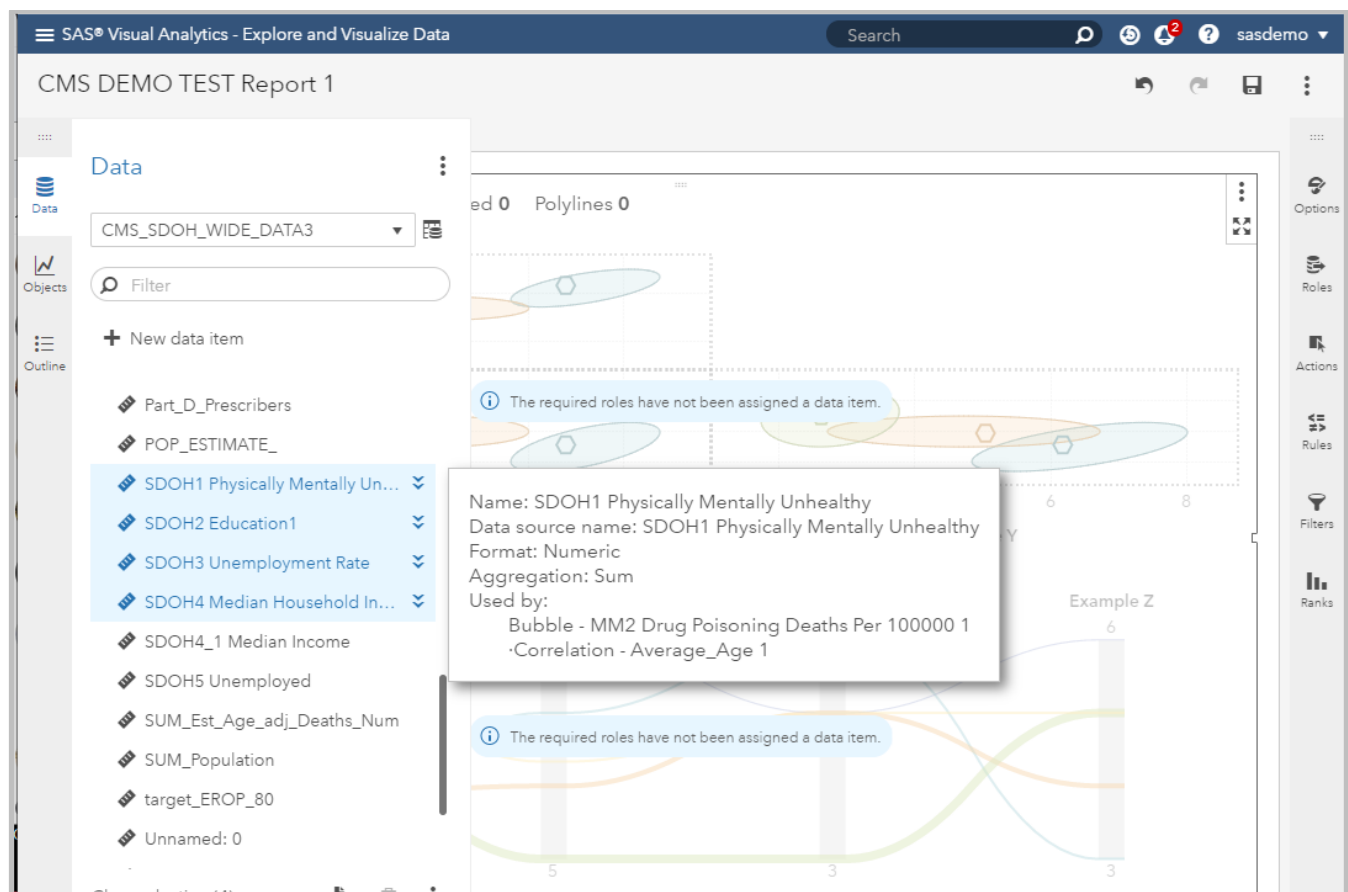 SAS® Visual Analytics - Explore and Visualize Data
Search
2
?
sasdemo
CMS DEMO TEST Report 1
Data
Objects
Outline
Data
CMS_SDOH_WIDE_DATA3
Filter
New data item
Part_D_Prescribers
POP_ESTIMATE_
SDOH1 Physically Mentally Un...
SDOH2 Education1
SDOH3 Unemployment Rate
SDOH4 Median Household In...
SDOH4_1 Median Income
SDOH5 Unemployed
SUM_Est_Age_adj_Deaths_Num
SUM_Population
target_EROP_80
Unnamed: 0
ed 0 Polylines 0
The required roles have not been assigned a data item.
6 8
Y
Name: SDOH1 Physically Mentally Unhealthy
Data source name: SDOH1 Physically Mentally Unhealthy
Format: Numeric
Aggregation: Sum
Used by:
Bubble - MM2 Drug Poisoning Deaths Per 100000 1
·Correlation - Average_Age 1
Example Z
6
The required roles have not been assigned a data item.
5 3 3
Options
Roles
Actions
Rules
Filters
Ranks